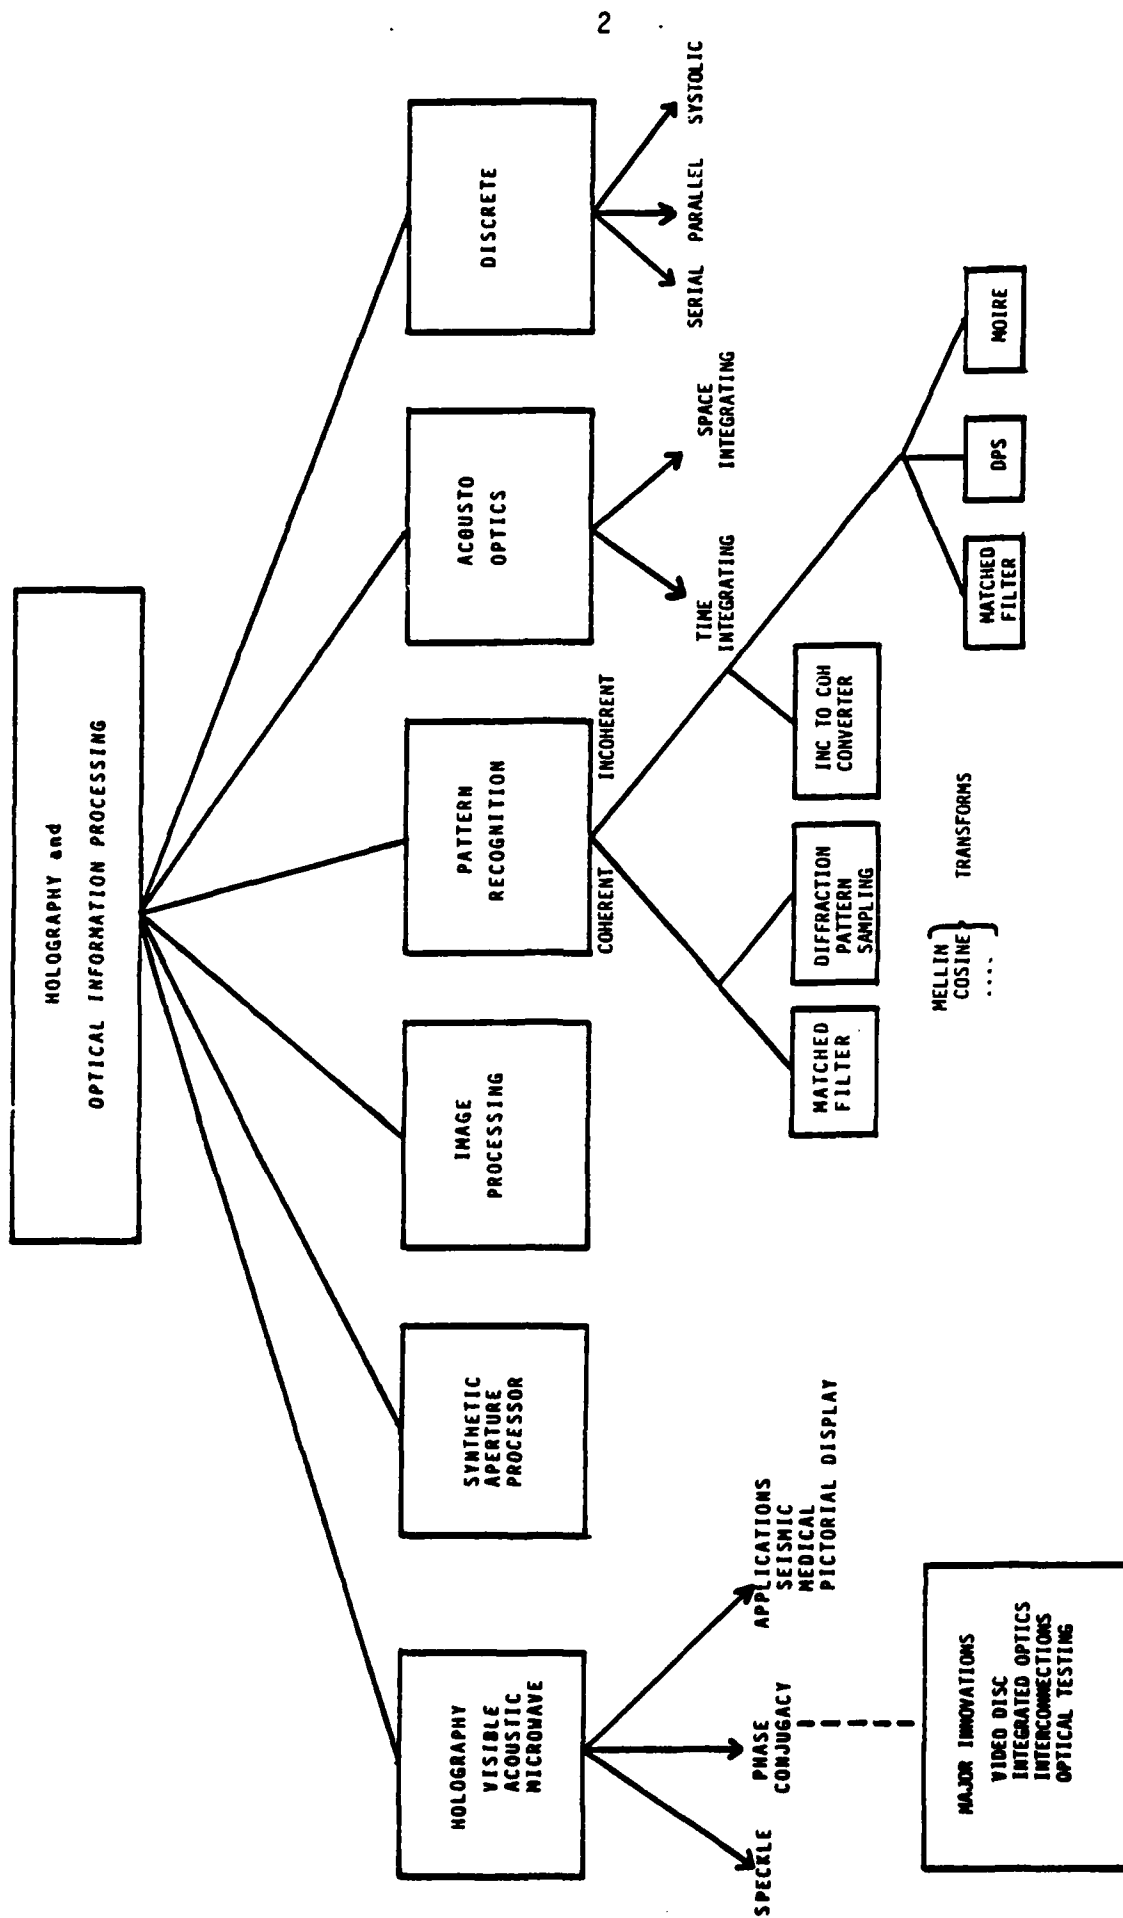 2
HOLOGRAPHY and
OPTICAL INFORMATION PROCESSING
HOLOGRAPHY
VISIBLE
ACOUSTIC
MICROWAVE
SYNTHETIC
APERTURE
PROCESSOR
IMAGE
PROCESSING
PATTERN
RECOGNITION
ACOUSTO
OPTICS
DISCRETE
SPECKLE
PHASE
CONJUGACY
APPLICATIONS
SEISMIC
MEDICAL
PICTORIAL DISPLAY
COHERENT
INCOHERENT
TIME
INTEGRATING
SPACE
INTEGRATING
SERIAL
PARALLEL
SYSTOLIC
MATCHED
FILTER
DIFFRACTION
PATTERN
SAMPLING
INC TO COH
CONVERTER
MATCHED
FILTER
DPS
MOIRE
MELLIN
COSINE
....
TRANSFORMS
MAJOR INNOVATIONS
VIDEO DISC
INTEGRATED OPTICS
INTERCONNECTIONS
OPTICAL TESTING